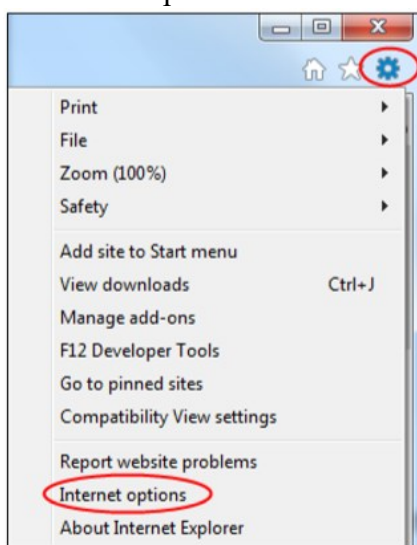 Print
File
Zoom (100%)
Safety
Add site to Start menu
View downloads Ctrl+J
Manage add-ons
F12 Developer Tools
Go to pinned sites
Compatibility View settings
Report website problems
Internet options
About Internet Explorer